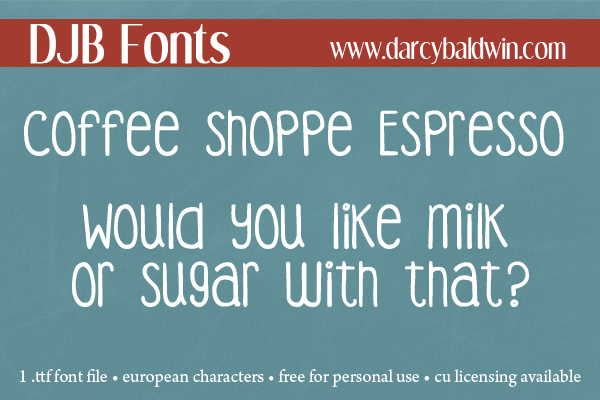 DJB Fonts
www.darcybaldwin.com
Coffee Shoppe Espresso
Would you like milk
or sugar with that?
1 .ttf font file • european characters • free for personal use • cu licensing available